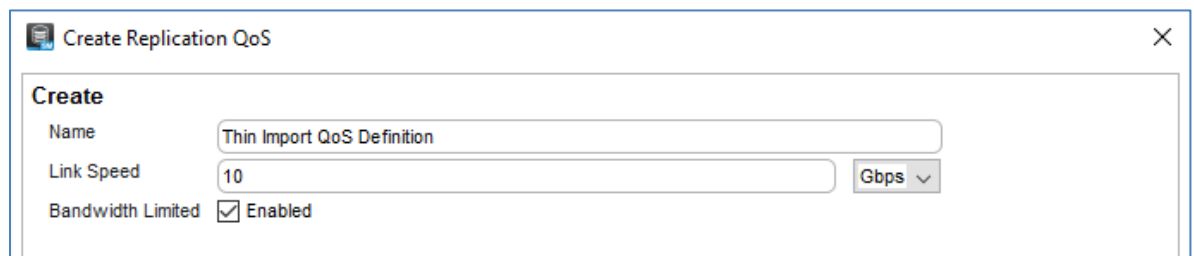 Create Replication QoS
Create
Name Thin Import QoS Definition
Link Speed 10 Gbps
Bandwidth Limited Enabled